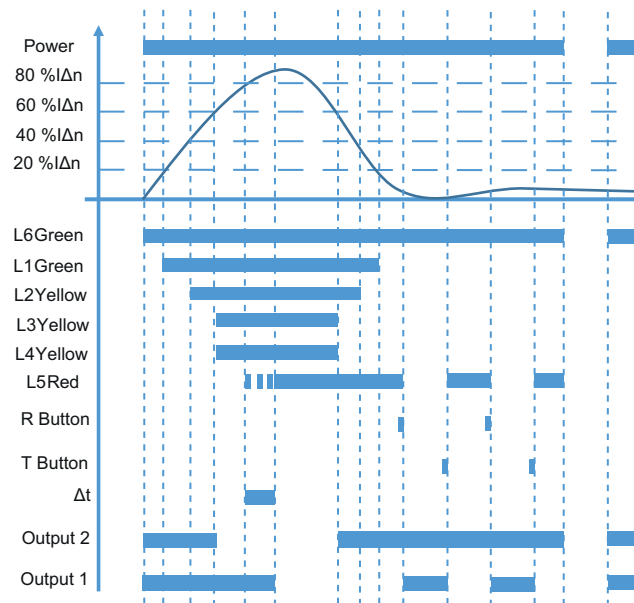 Power
80 %IΔn
60 %IΔn
40 %IΔn
20 %IΔn
L6Green
L1Green
L2Yellow
L3Yellow
L4Yellow
L5Red
R Button
T Button
Δt
Output 2
Output 1